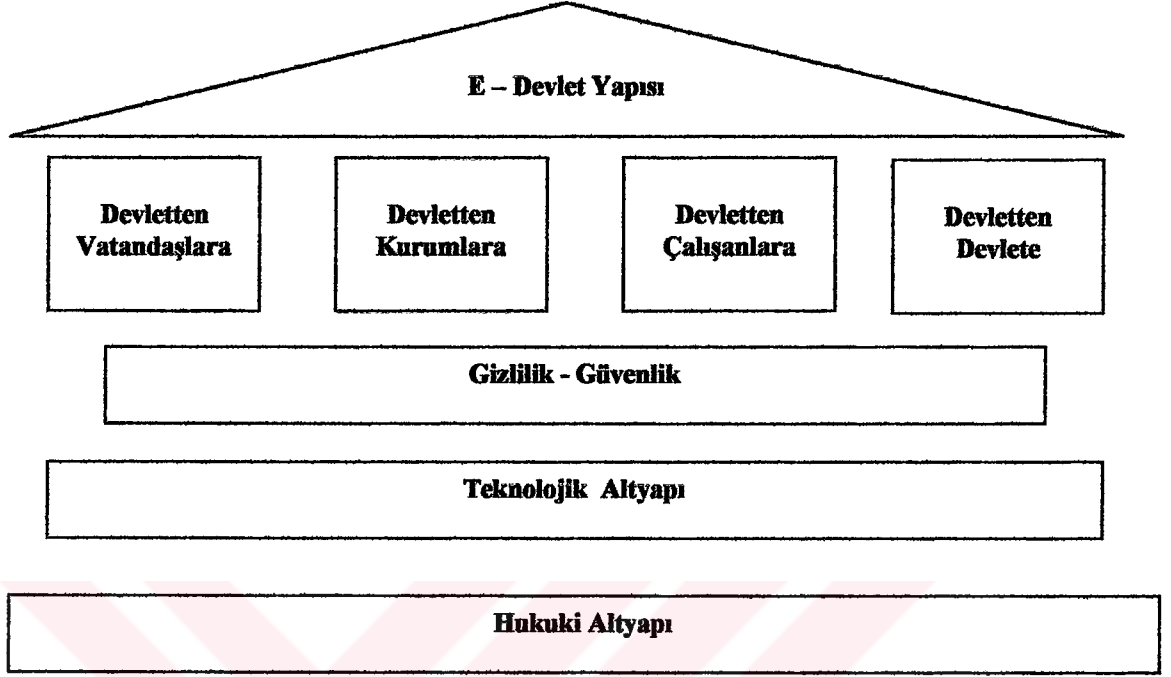 E – Devlet Yapısı
Devletten
Vatandaşlara
Devletten
Kurumlara
Devletten
Çalışanlara
Devletten
Devlete
Gizlilik - Güvenlik
Teknolojik Altyapı
Hukuki Altyapı